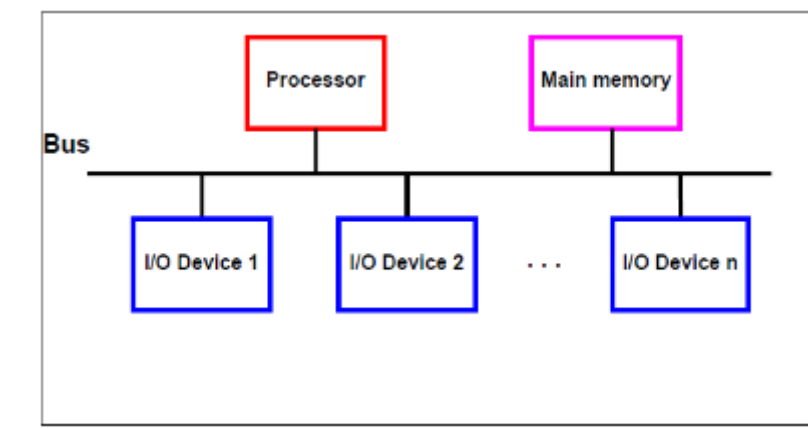 Processor
Main memory
Bus
I/O Device 1
I/O Device 2
. . .
I/O Device n